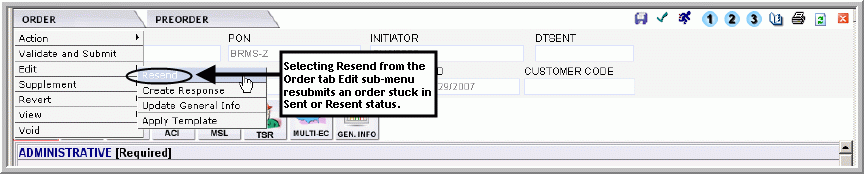 ORDER PREORDER
1 2 3
Action PON INITIATOR DTSENT
Validate and Submit BRMS-Z
Edit
Resend
Supplement
Create Response
Revert
Update General Info
View
Apply Template
Void
Selecting Resend from the
Order tab Edit sub-menu
resubmits an order stuck in
Sent or Resent status.
D CUSTOMER CODE
29/2007
ACI MSL TSR MULTI-EC GEN. INFO
ADMINISTRATIVE [Required]